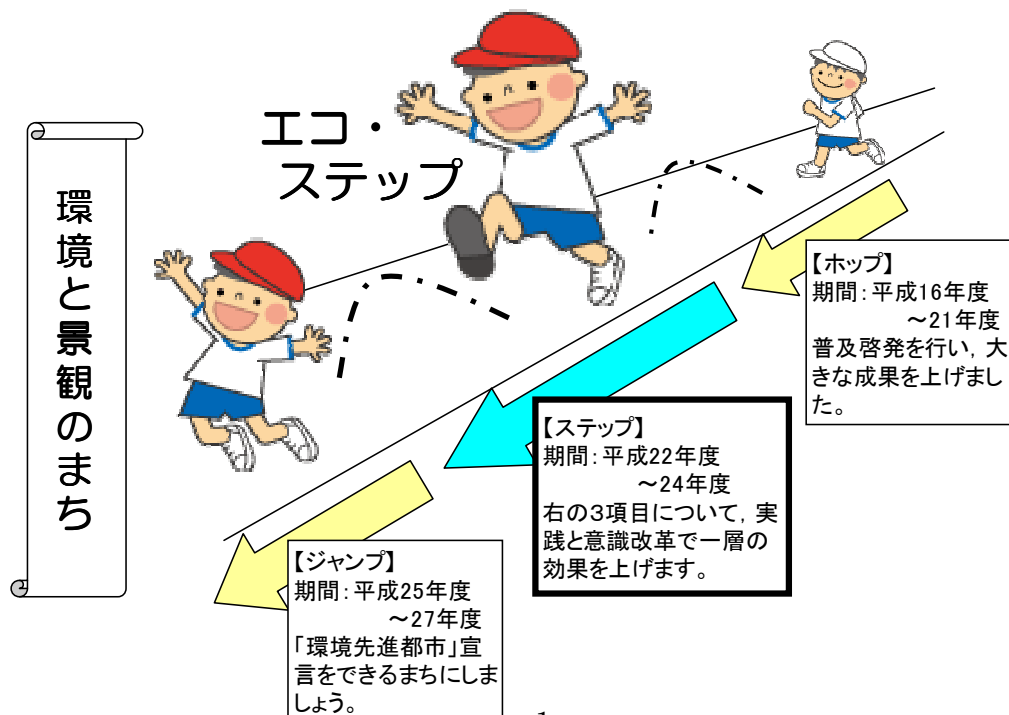 環境と景観のまち
エコ・
ステップ
【ホップ】
期間：平成16年度
～21年度
普及啓発を行い，大
きな成果を上げまし
た。
【ステップ】
期間：平成22年度
～24年度
右の３項目について，実
践と意識改革で一層の
効果を上げます。
【ジャンプ】
期間：平成25年度
～27年度
「環境先進都市」宣
言をできるまちにしま
しょう。